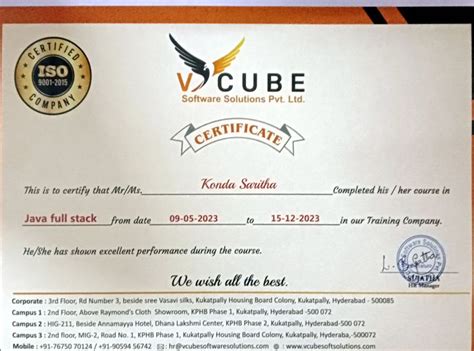 CERTIFIED
ISO
9001-2015
COMPANY
V CUBE
Software Solutions Pvt. Ltd.
CERTIFICATE
This is to certify that Mr/Ms. Konda Saritha Completed his / her course in
Java full stack from date 09-05-2023 to 15-12-2023 in our Training Company.
He/She has shown excellent performance during the course.
We wish all the best.
SUJATHA
HR Manager
Corporate : 3rd Floor, Rd Number 3, beside sree Vasavi silks, Kukatpally Housing Board Colony, Kukatpally, Hyderabad - 500085
Campus 1 : 2nd Floor, Above Raymond's Cloth Showroom, KPHB Phase 1, Kukatpally, Hyderabad -500 072
Campus 2 : HIG-211, Beside Annamayya Hotel, Dhana Lakshmi Center, KPHB Phase 2, Kukatpally, Hyderabad - 500 072
Campus 3 : 2nd floor, MIG-2, Road No. 1, KPHB Phase 1, Kukatpally Housing Board Colony, Kukatpally, Hyderaba,-500072
Mobile : +91-76750 70124 / +91-90594 56742 : hr@vcubesoftwaresolutions.com - www.vcubesoftsolutions.com